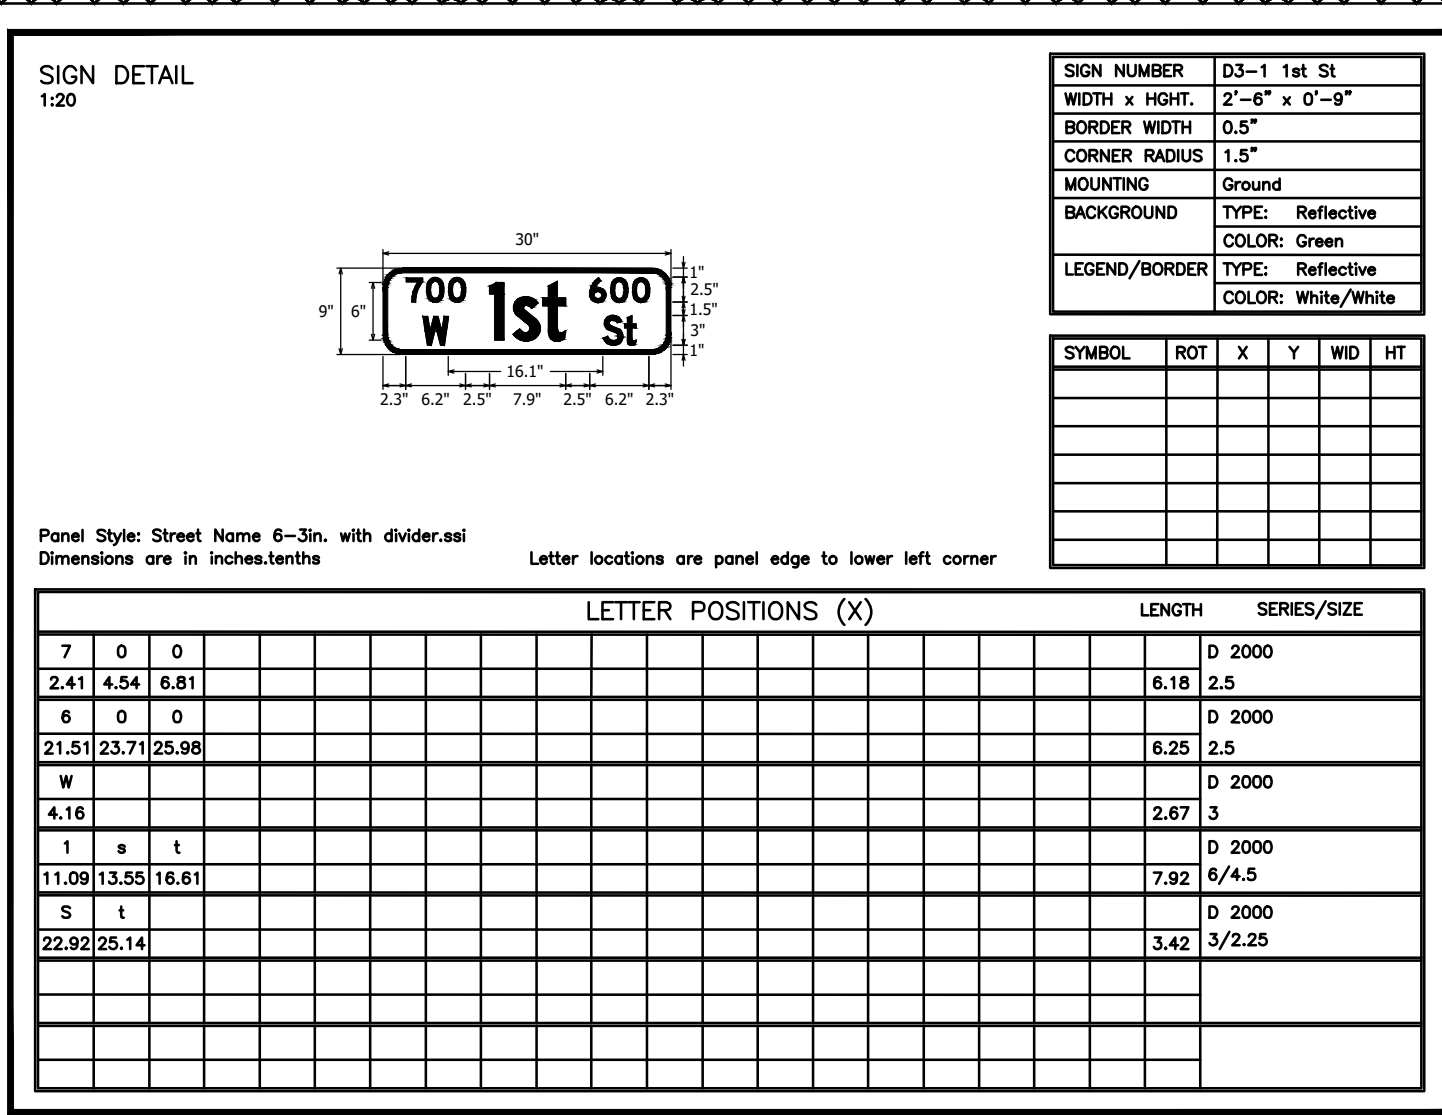 SIGN DETAIL
1:20
SIGN NUMBER D3-1 1st St
WIDTH x HGHT. 2'-6" x 0'-9"
BORDER WIDTH 0.5"
CORNER RADIUS 1.5"
MOUNTING Ground
BACKGROUND TYPE: Reflective
COLOR: Green
LEGEND/BORDER TYPE: Reflective
COLOR: White/White
30"
9" 6"
700 1st 600
W St
1"
2.5"
1.5"
3"
1"
16.1"
2.3" 6.2" 2.5" 7.9" 2.5" 6.2" 2.3"
SYMBOL ROT X Y WID HT
Panel Style: Street Name 6-3in. with divider.ssi
Dimensions are in inches.tenths Letter locations are panel edge to lower left corner
LETTER POSITIONS (X) LENGTH SERIES/SIZE
7 0 0 D 2000
2.41 4.54 6.81 6.18 2.5
6 0 0 D 2000
21.51 23.71 25.98 6.25 2.5
W D 2000
4.16 2.67 3
1 s t D 2000
11.09 13.55 16.61 7.92 6/4.5
S t D 2000
22.92 25.14 3.42 3/2.25